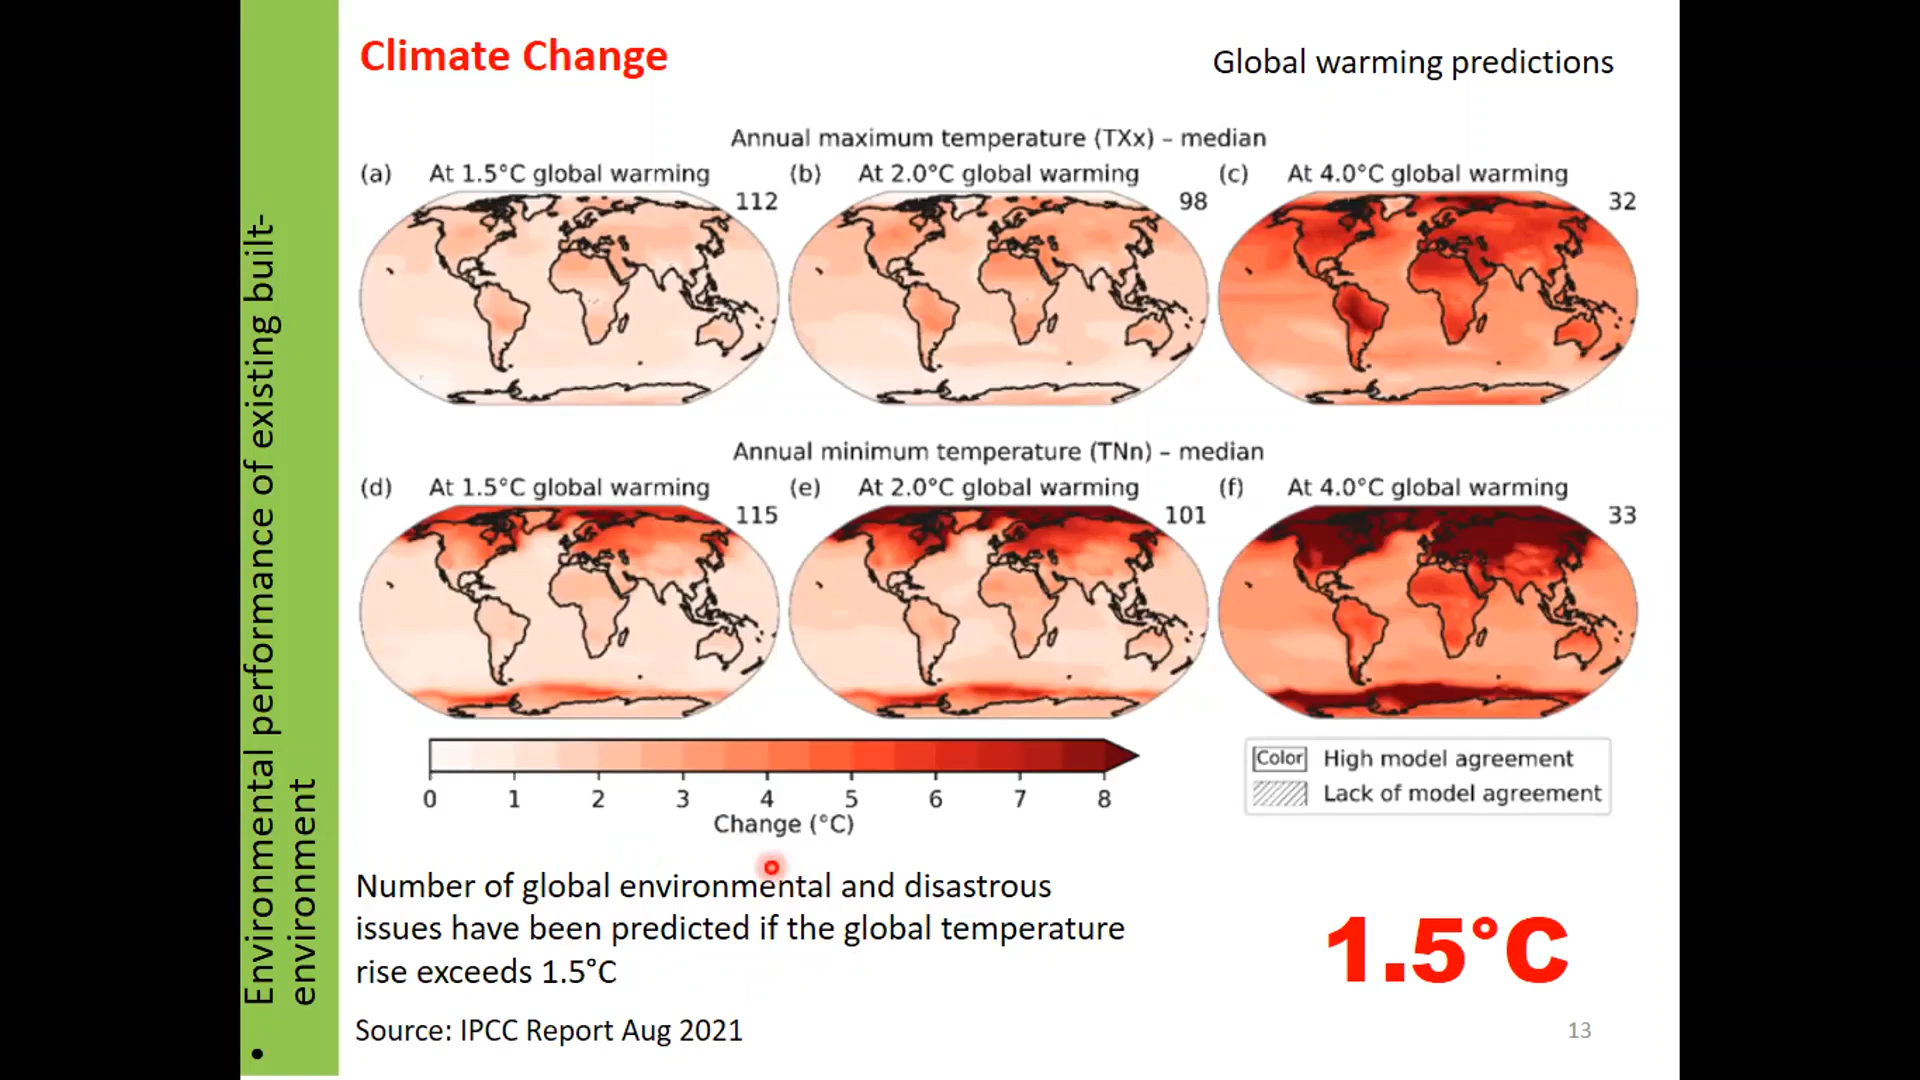 Climate Change
Global warming predictions
Annual maximum temperature (TXx) – median
(a) At 1.5°C global warming
112
(b) At 2.0°C global warming
98
(c) At 4.0°C global warming
32
Annual minimum temperature (TNn) – median
(d) At 1.5°C global warming
115
(e) At 2.0°C global warming
101
(f) At 4.0°C global warming
33
0 1 2 3 4 5 6 7 8
Change (°C)
Color High model agreement
Lack of model agreement
Number of global environmental and disastrous
issues have been predicted if the global temperature
rise exceeds 1.5°C
1.5°C
Source: IPCC Report Aug 2021
13
• Environmental performance of existing built-
environment